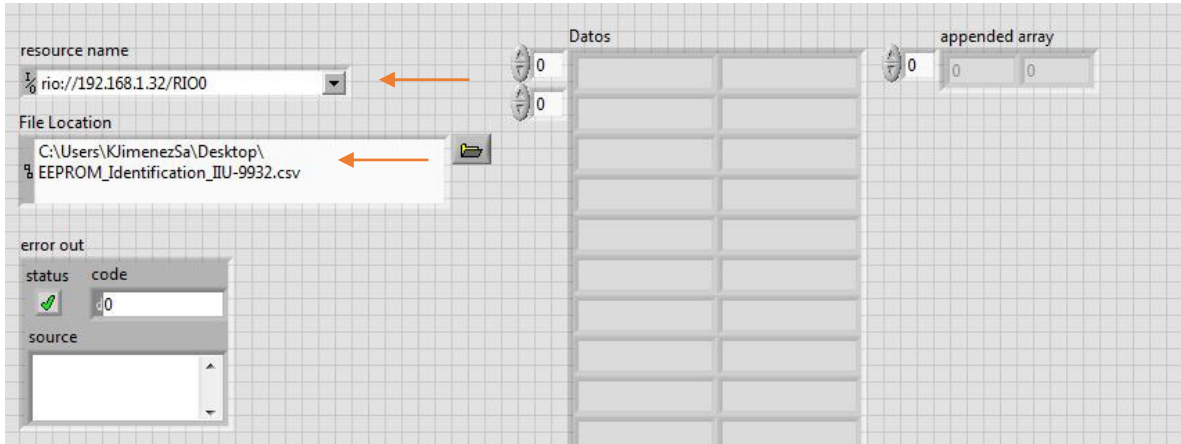 resource name
rio://192.168.1.32/RIO0
File Location
C:\Users\KJimenezSa\Desktop\
EEPROM_Identification_IIU-9932.csv
error out
status code
0
source
Datos
0
0
appended array
0 0 0